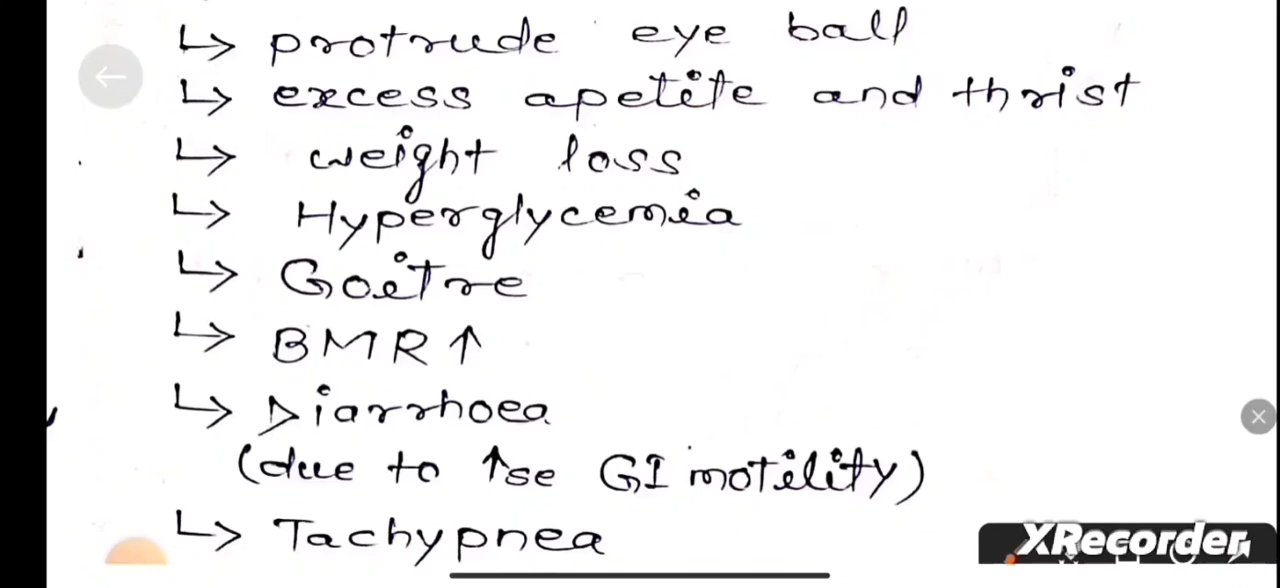 ↳ protrude eye ball
↳ excess apetite and thrist
↳ weight loss
↳ Hyperglycemia
↳ Goitre
↳ BMR ↑
↳ Diarrhoea
(due to ↑se GI motility)
↳ Tachypnea
XRecorder